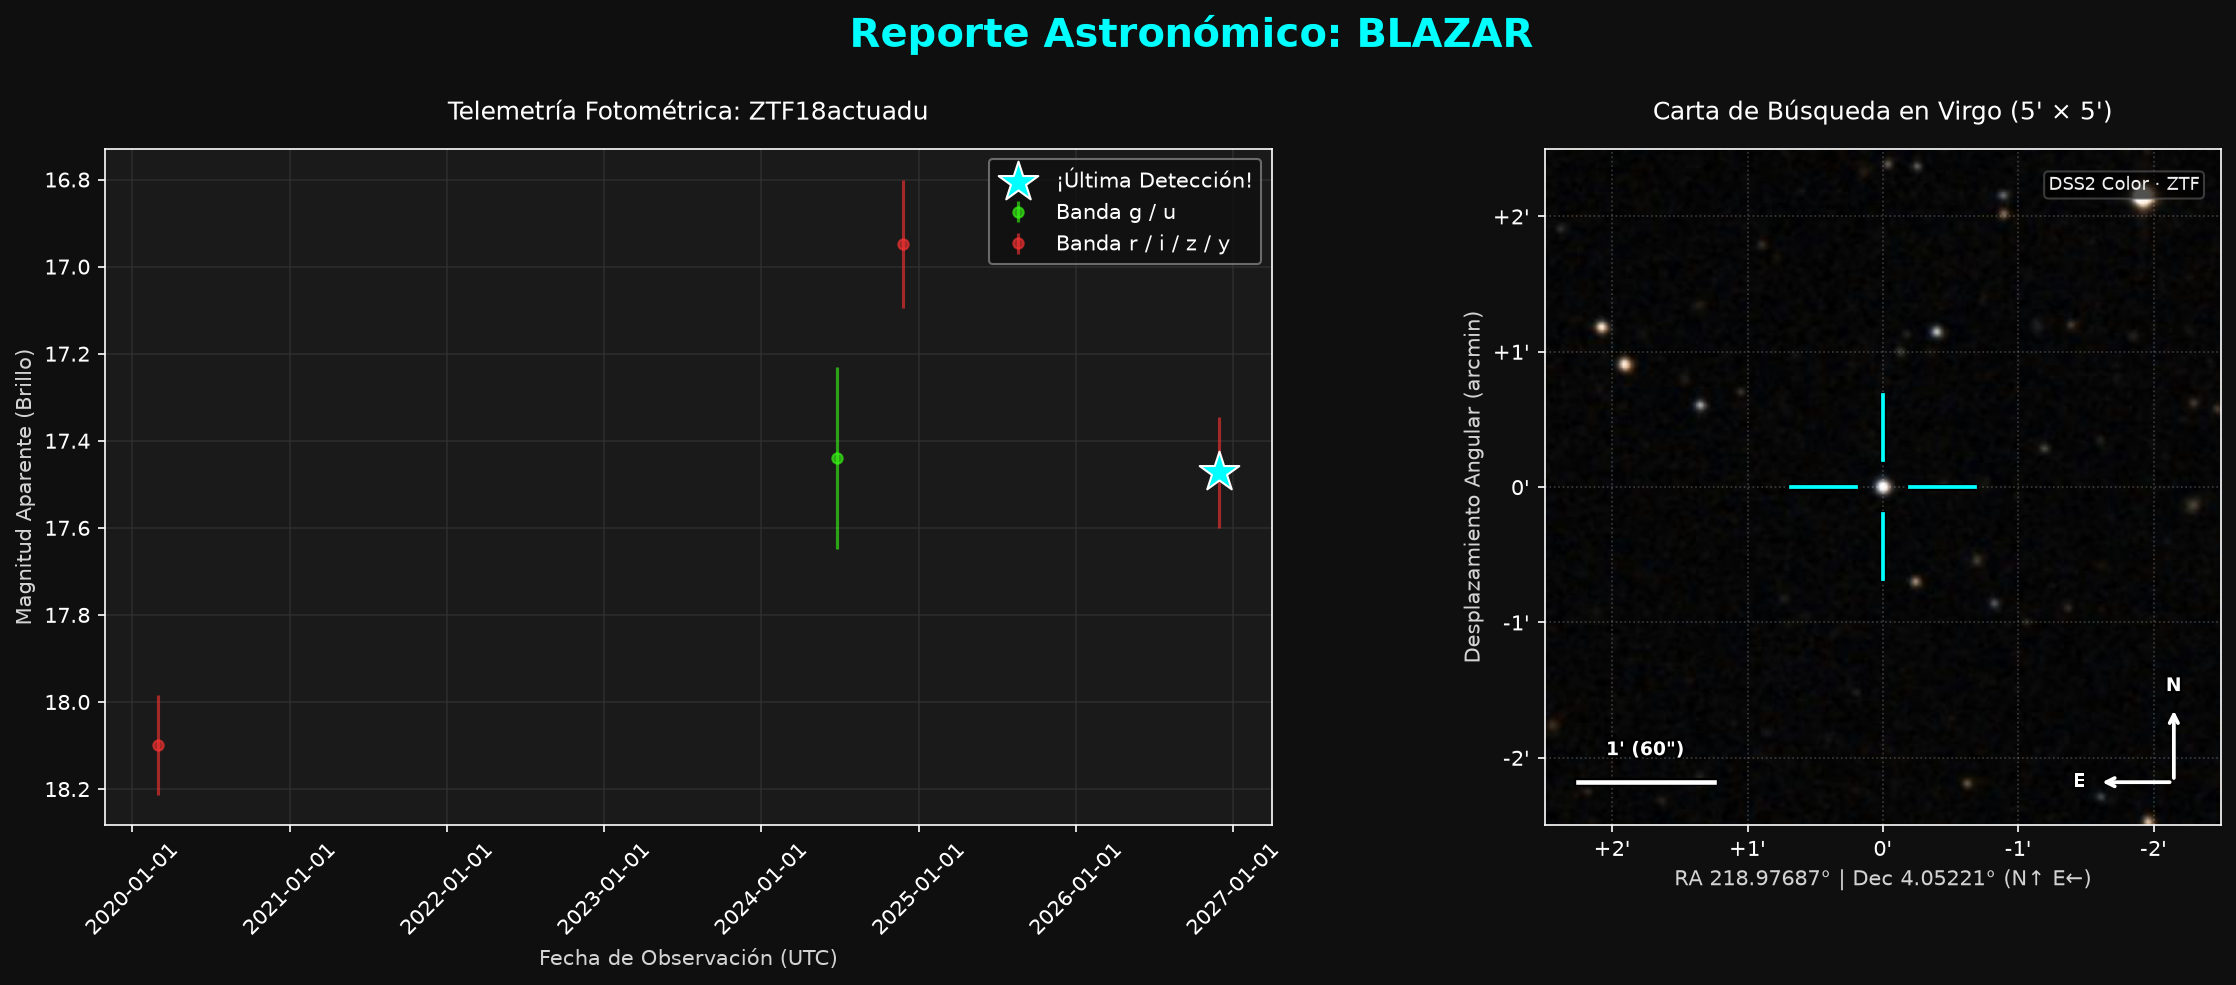 Reporte Astronómico: BLAZAR
Telemetría Fotométrica: ZTF18actuadu
Magnitud Aparente (Brillo)
16.8
17.0
17.2
17.4
17.6
17.8
18.0
18.2
¡Última Detección!
Banda g / u
Banda r / i / z / y
2020-01-01
2021-01-01
2022-01-01
2023-01-01
2024-01-01
2025-01-01
2026-01-01
2027-01-01
Fecha de Observación (UTC)
Carta de Búsqueda en Virgo (5' × 5')
DSS2 Color · ZTF
Desplazamiento Angular (arcmin)
+2'
+1'
0'
-1'
-2'
N
E
1' (60")
+2'
+1'
0'
-1'
-2'
RA 218.97687° | Dec 4.05221° (N↑ E←)